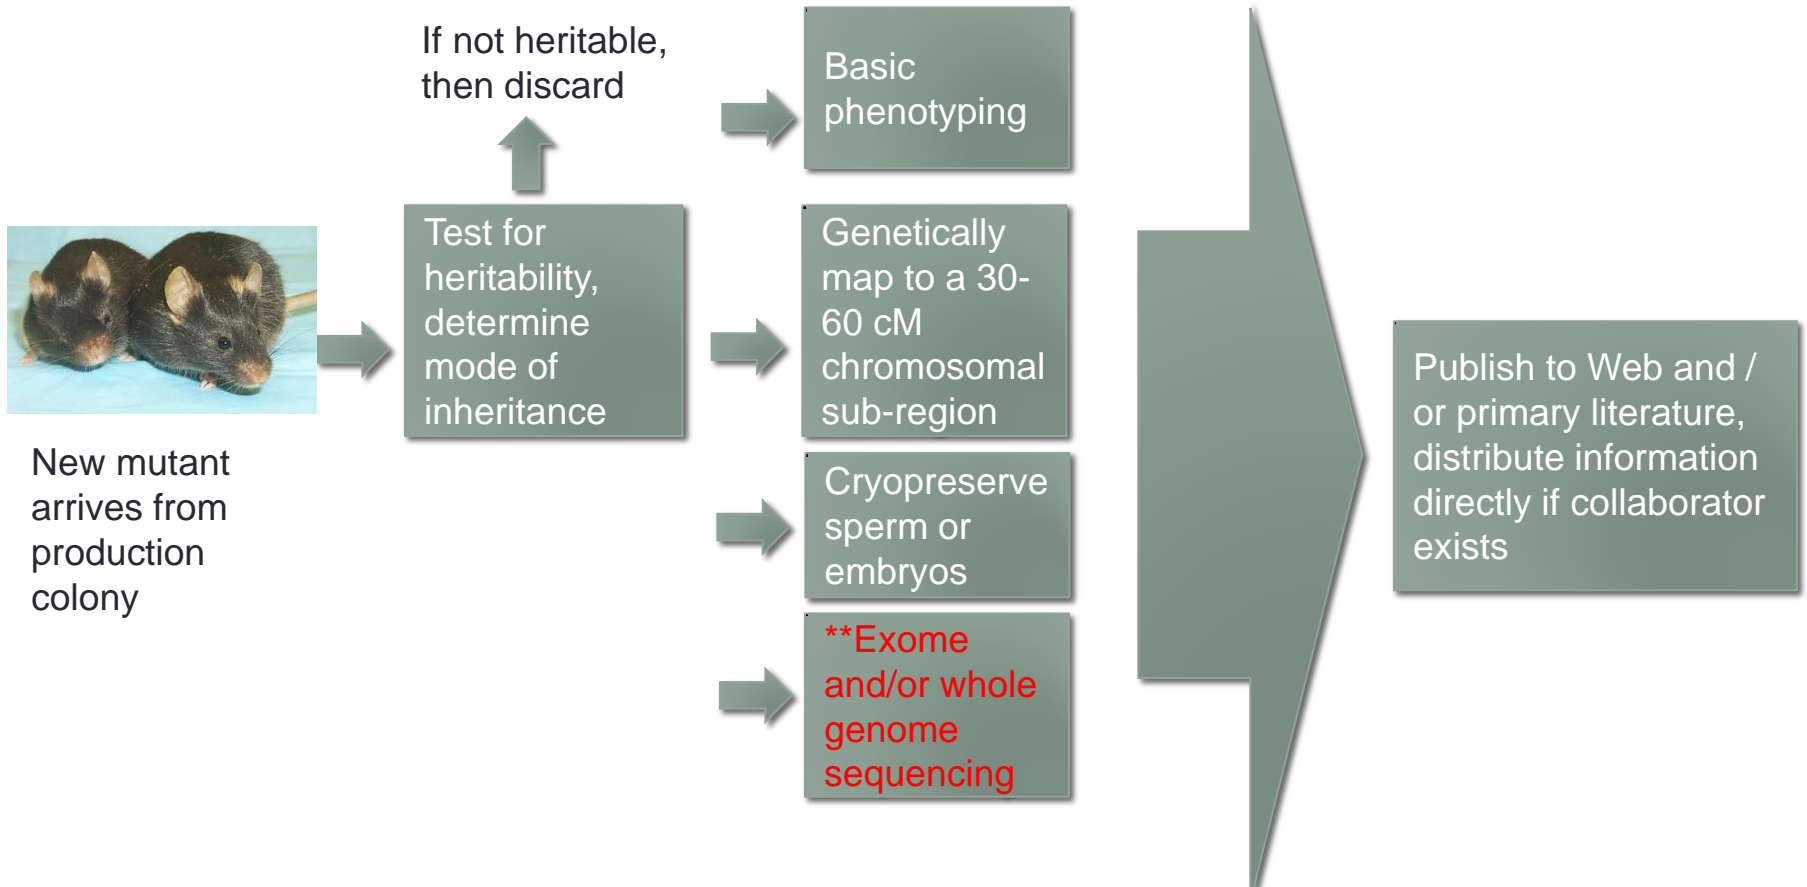 If not heritable,
then discard
New mutant
arrives from
production
colony
Test for
heritability,
determine
mode of
inheritance
Basic
phenotyping
Genetically
map to a 30-
60 cM
chromosomal
sub-region
Cryopreserve
sperm or
embryos
**Exome
and/or whole
genome
sequencing
Publish to Web and /
or primary literature,
distribute information
directly if collaborator
exists